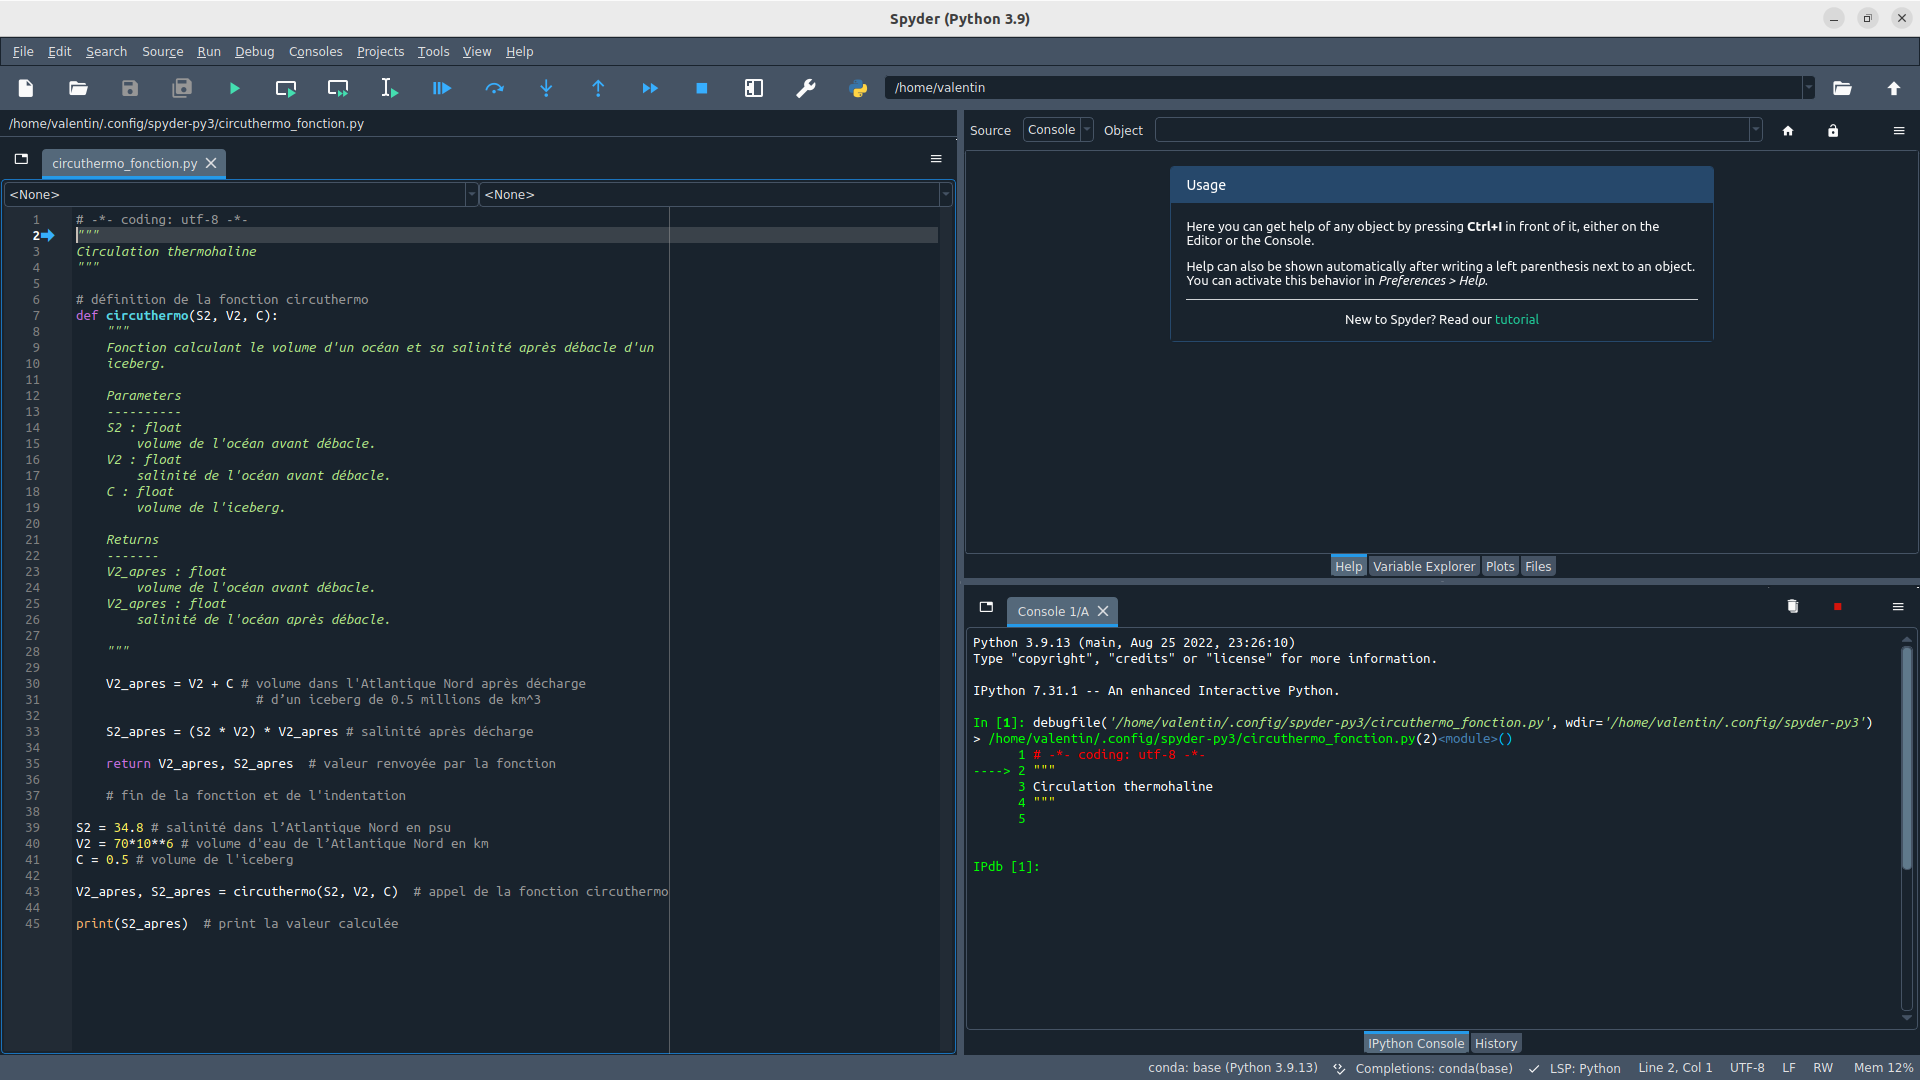 Spyder (Python 3.9)
File Edit Search Source Run Debug Consoles Projects Tools View Help
/home/valentin
/home/valentin/.config/spyder-py3/circuthermo_fonction.py
circuthermo_fonction.py
<None> <None>
1 # -*- coding: utf-8 -*-
2 """
3 Circulation thermohaline
4 """
5
6 # définition de la fonction circuthermo
7 def circuthermo(S2, V2, C):
8 """
9 Fonction calculant le volume d'un océan et sa salinité après débacle d'un
10 iceberg.
11
12 Parameters
13 ----------
14 S2 : float
15 volume de l'océan avant débacle.
16 V2 : float
17 salinité de l'océan avant débacle.
18 C : float
19 volume de l'iceberg.
20
21 Returns
22 -------
23 V2_apres : float
24 volume de l'océan avant débacle.
25 V2_apres : float
26 salinité de l'océan après débacle.
27
28 """
29
30 V2_apres = V2 + C # volume dans l'Atlantique Nord après décharge
31 # d’un iceberg de 0.5 millions de km^3
32
33 S2_apres = (S2 * V2) * V2_apres # salinité après décharge
34
35 return V2_apres, S2_apres  # valeur renvoyée par la fonction
36
37 # fin de la fonction et de l'indentation
38
39 S2 = 34.8 # salinité dans l’Atlantique Nord en psu
40 V2 = 70*10**6 # volume d'eau de l’Atlantique Nord en km
41 C = 0.5 # volume de l'iceberg
42
43 V2_apres, S2_apres = circuthermo(S2, V2, C)  # appel de la fonction circuthermo
44
45 print(S2_apres)  # print la valeur calculée
Source Console Object
Usage
Here you can get help of any object by pressing Ctrl+I in front of it, either on the
Editor or the Console.
Help can also be shown automatically after writing a left parenthesis next to an object.
You can activate this behavior in Preferences > Help.
New to Spyder? Read our tutorial
Help Variable Explorer Plots Files
Console 1/A
Python 3.9.13 (main, Aug 25 2022, 23:26:10)
Type "copyright", "credits" or "license" for more information.
IPython 7.31.1 -- An enhanced Interactive Python.
In [1]: debugfile('/home/valentin/.config/spyder-py3/circuthermo_fonction.py', wdir='/home/valentin/.config/spyder-py3')
> /home/valentin/.config/spyder-py3/circuthermo_fonction.py(2)<module>()
1 # -*- coding: utf-8 -*-
----> 2 """
3 Circulation thermohaline
4 """
5
IPdb [1]:
IPython Console History
conda: base (Python 3.9.13) Completions: conda(base) LSP: Python Line 2, Col 1 UTF-8 LF RW Mem 12%